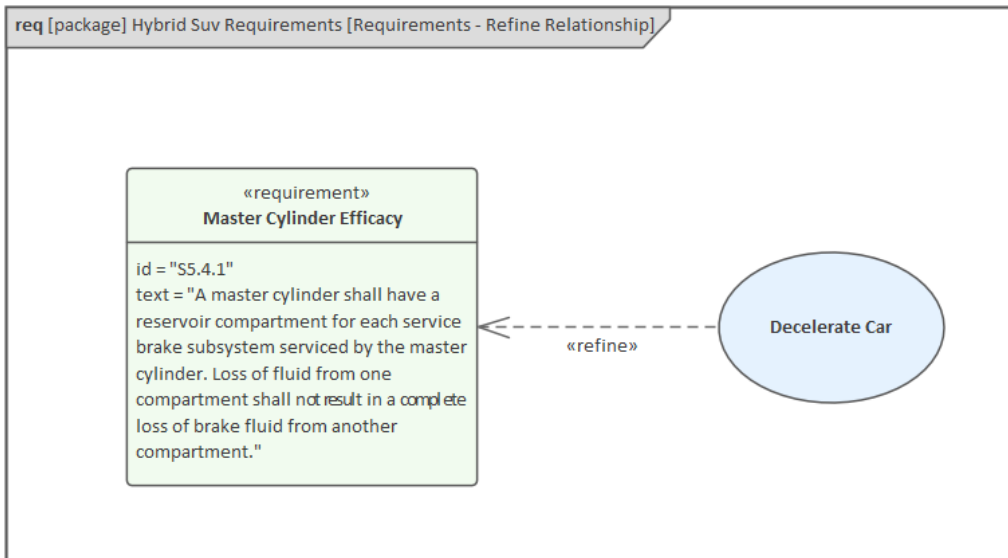 req [package] Hybrid Suv Requirements [Requirements - Refine Relationship]
«requirement»
Master Cylinder Efficacy
id = "S5.4.1"
text = "A master cylinder shall have a
reservoir compartment for each service
brake subsystem serviced by the master
cylinder. Loss of fluid from one
compartment shall not result in a complete
loss of brake fluid from another
compartment."
«refine»
Decelerate Car